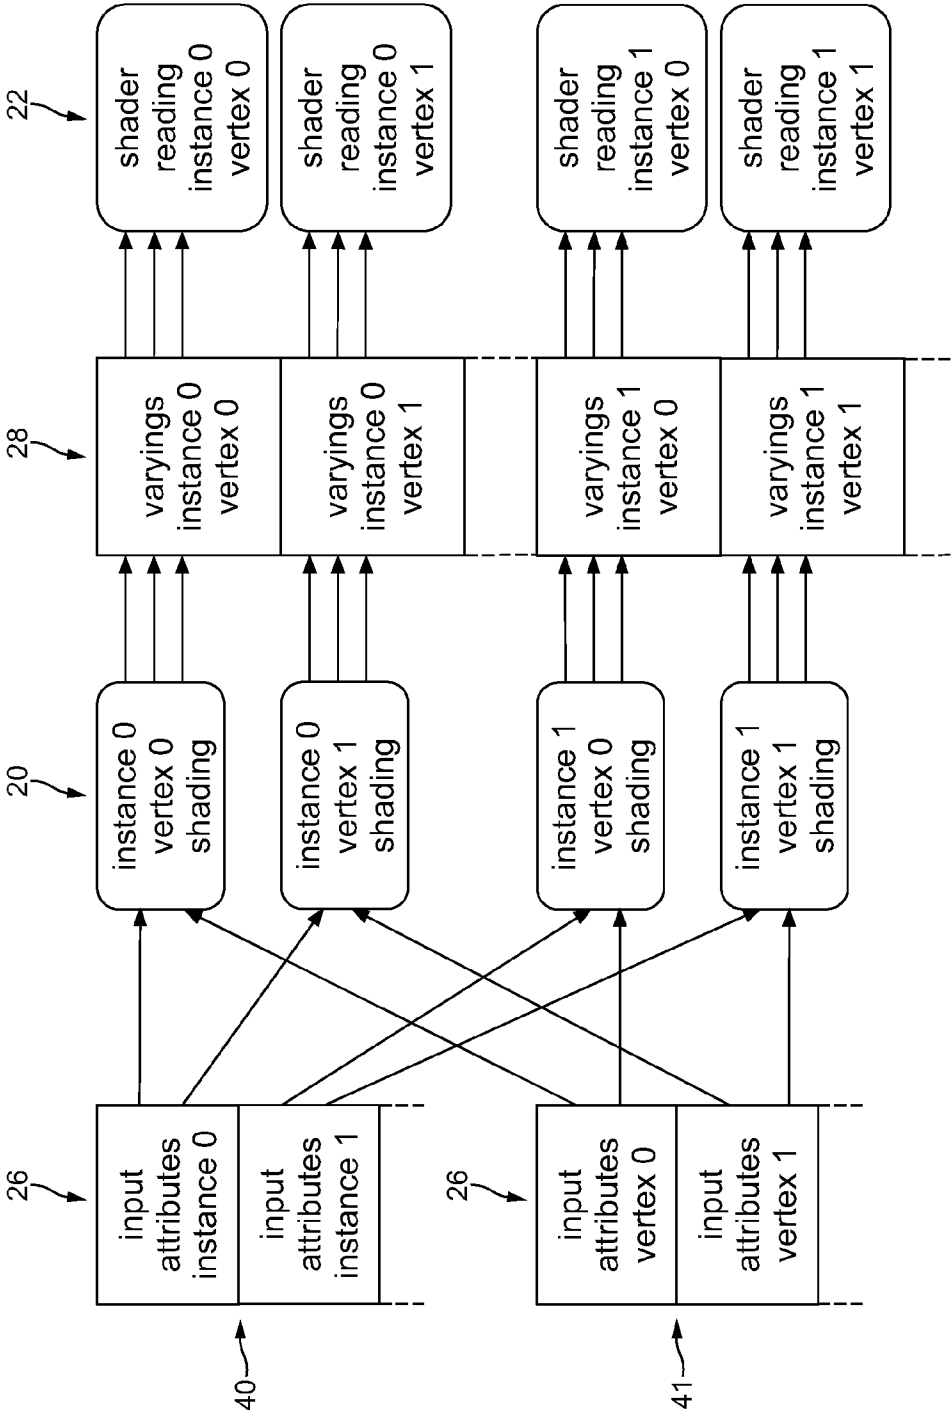 40
26
input
attributes
instance 0
input
attributes
instance 1
41
26
input
attributes
vertex 0
input
attributes
vertex 1
20
instance 0
vertex 0
shading
instance 0
vertex 1
shading
instance 1
vertex 0
shading
instance 1
vertex 1
shading
28
varyings
instance 0
vertex 0
varyings
instance 0
vertex 1
varyings
instance 1
vertex 0
varyings
instance 1
vertex 1
22
shader
reading
instance 0
vertex 0
shader
reading
instance 0
vertex 1
shader
reading
instance 1
vertex 0
shader
reading
instance 1
vertex 1